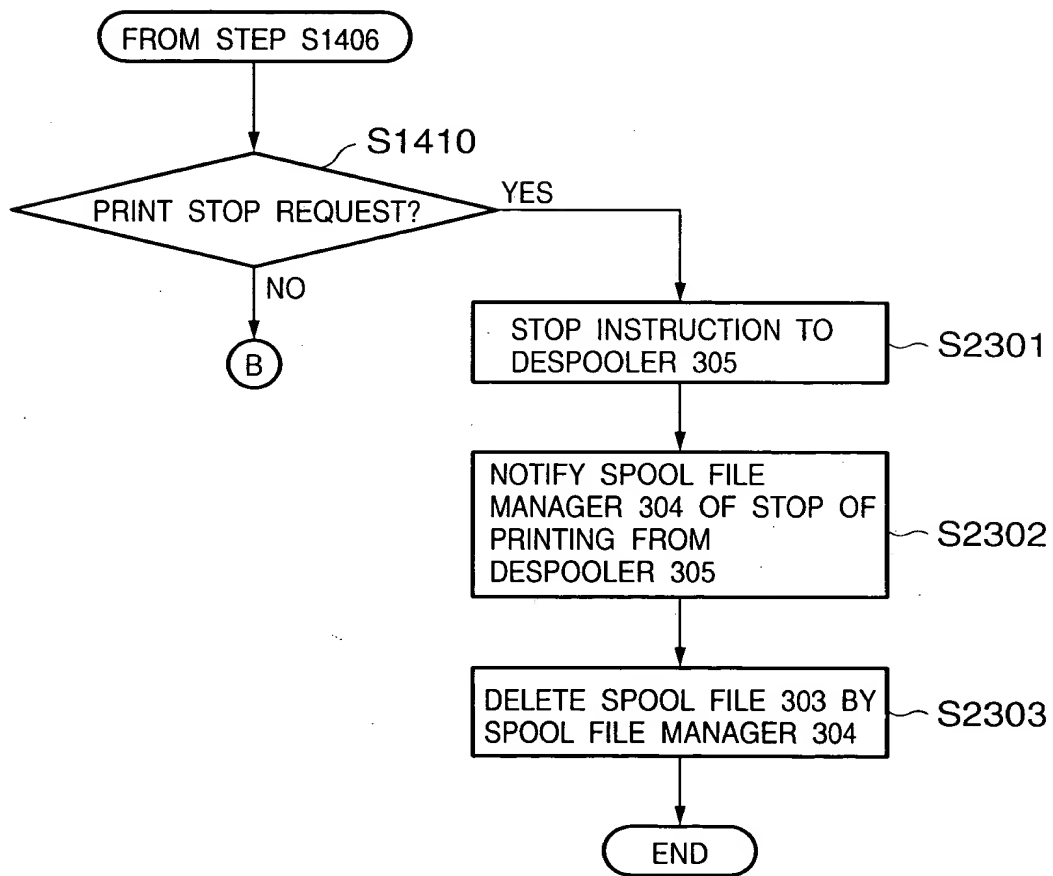 FROM STEP S1406
S1410
PRINT STOP REQUEST?
YES
NO
B
STOP INSTRUCTION TO
DESPOOLER 305
S2301
NOTIFY SPOOL FILE
MANAGER 304 OF STOP OF
PRINTING FROM
DESPOOLER 305
S2302
DELETE SPOOL FILE 303 BY
SPOOL FILE MANAGER 304
S2303
END